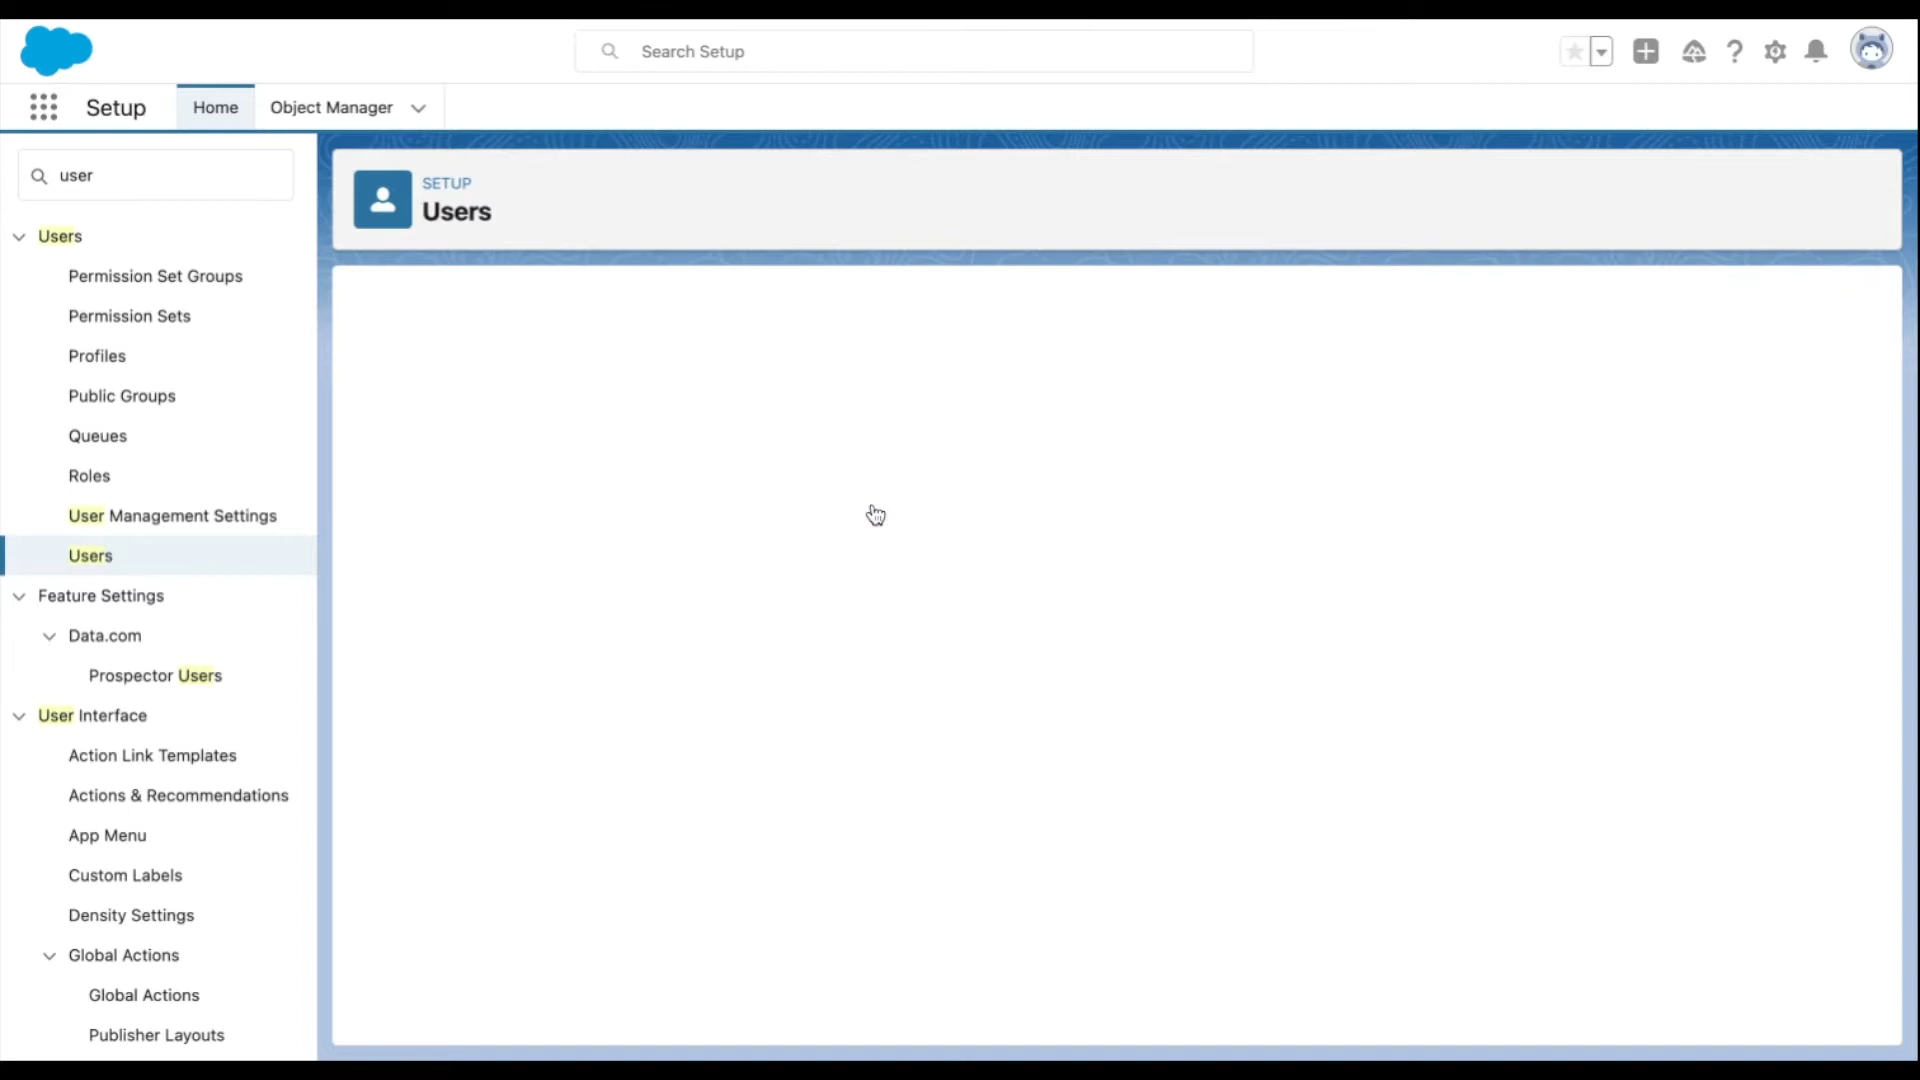 Search Setup
Setup
Home
Object Manager
user
Users
Permission Set Groups
Permission Sets
Profiles
Public Groups
Queues
Roles
User Management Settings
Users
Feature Settings
Data.com
Prospector Users
User Interface
Action Link Templates
Actions & Recommendations
App Menu
Custom Labels
Density Settings
Global Actions
Global Actions
Publisher Layouts
SETUP
Users